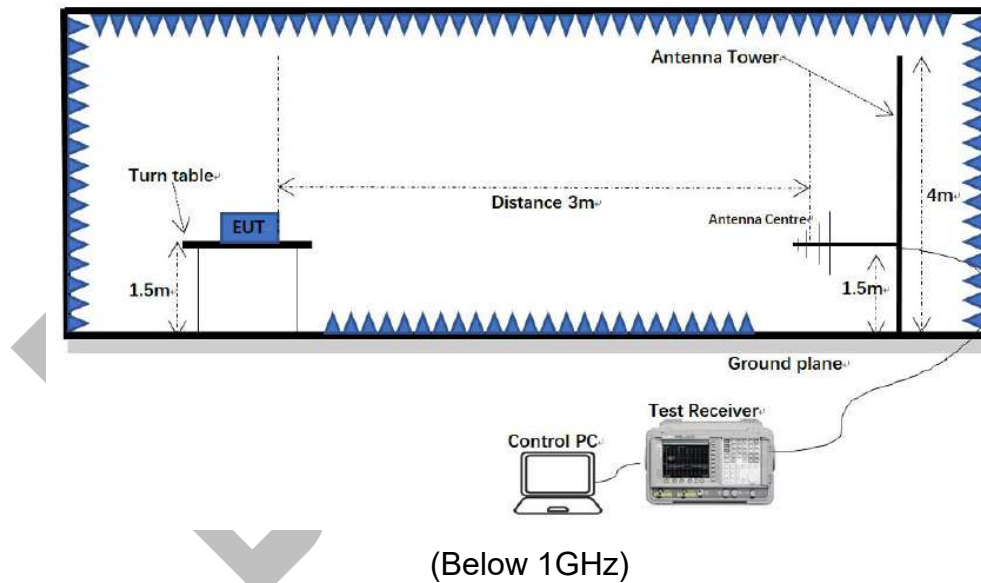 Antenna Tower
Turn table
EUT
Distance 3m
Antenna Centre
4m
1.5m
1.5m
Ground plane
Test Receiver
Control PC
(Below 1GHz)